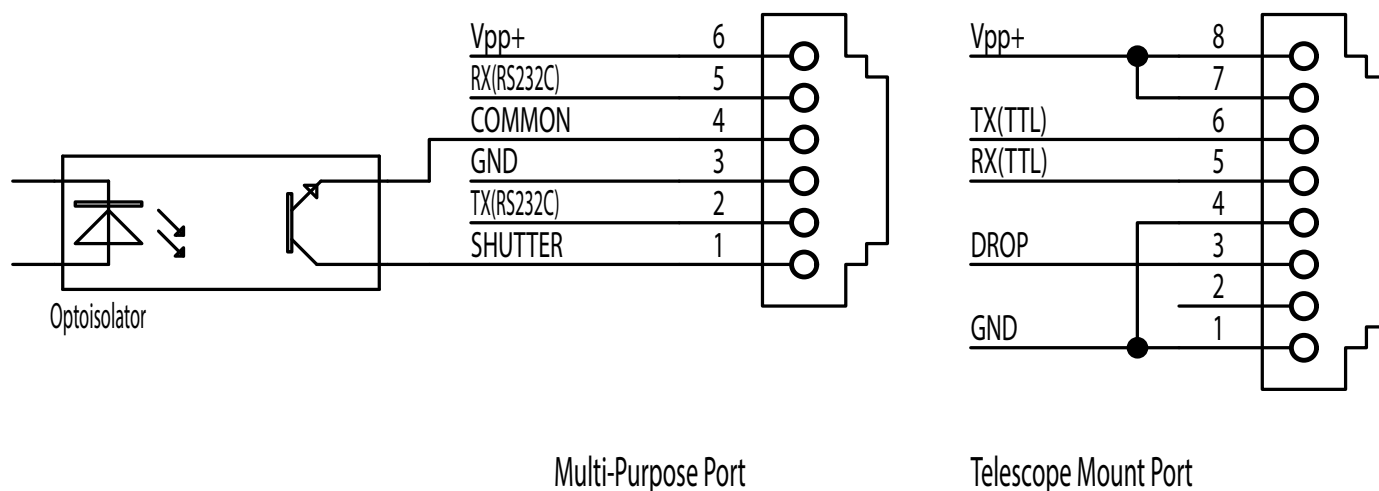 Vpp+ 6
RX(RS232C) 5
COMMON 4
GND 3
TX(RS232C) 2
SHUTTER 1
Optoisolator
Multi-Purpose Port
Vpp+ 8
7
TX(TTL) 6
RX(TTL) 5
4
DROP 3
2
GND 1
Telescope Mount Port